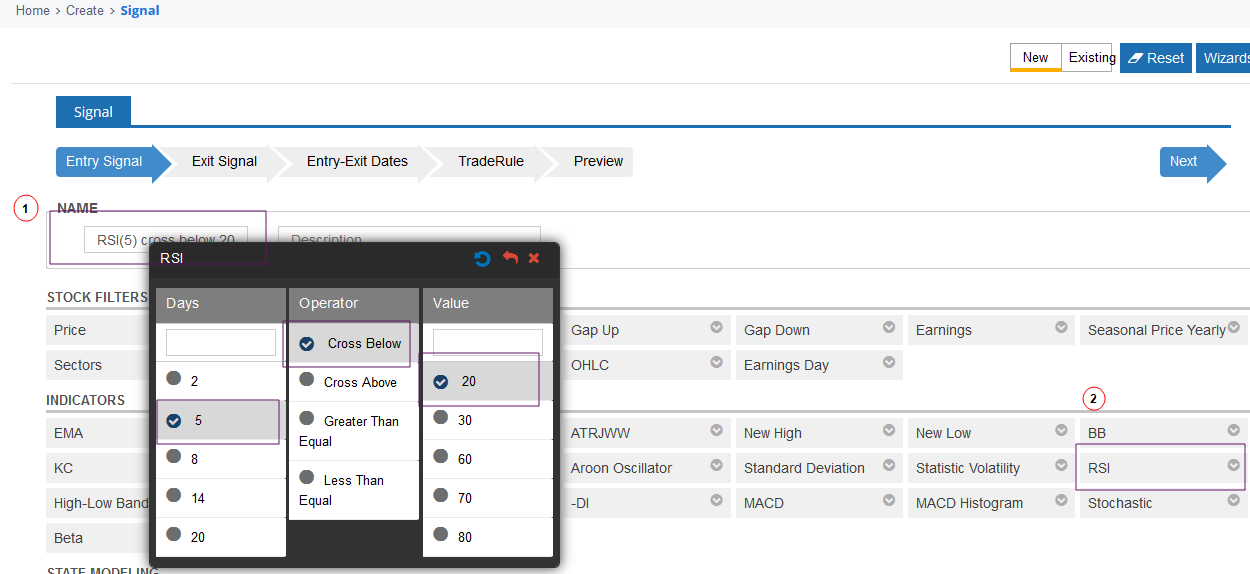 Home > Create > Signal
New Existing Reset Wizards
Signal
Entry Signal Exit Signal Entry-Exit Dates TradeRule Preview Next
1 NAME
RSI(5) cross below 20 Description
RSI
Days Operator Value
Cross Below
Cross Above
Greater Than
Equal
Less Than
Equal
2
5
8
14
20
20
30
60
70
80
STOCK FILTERS
Price Gap Up Gap Down Earnings Seasonal Price Yearly
Sectors OHLC Earnings Day
INDICATORS 2
EMA ATRJWW New High New Low BB
KC Aroon Oscillator Standard Deviation Statistic Volatility RSI
High-Low Band -DI MACD MACD Histogram Stochastic
Beta
STATE MODELING